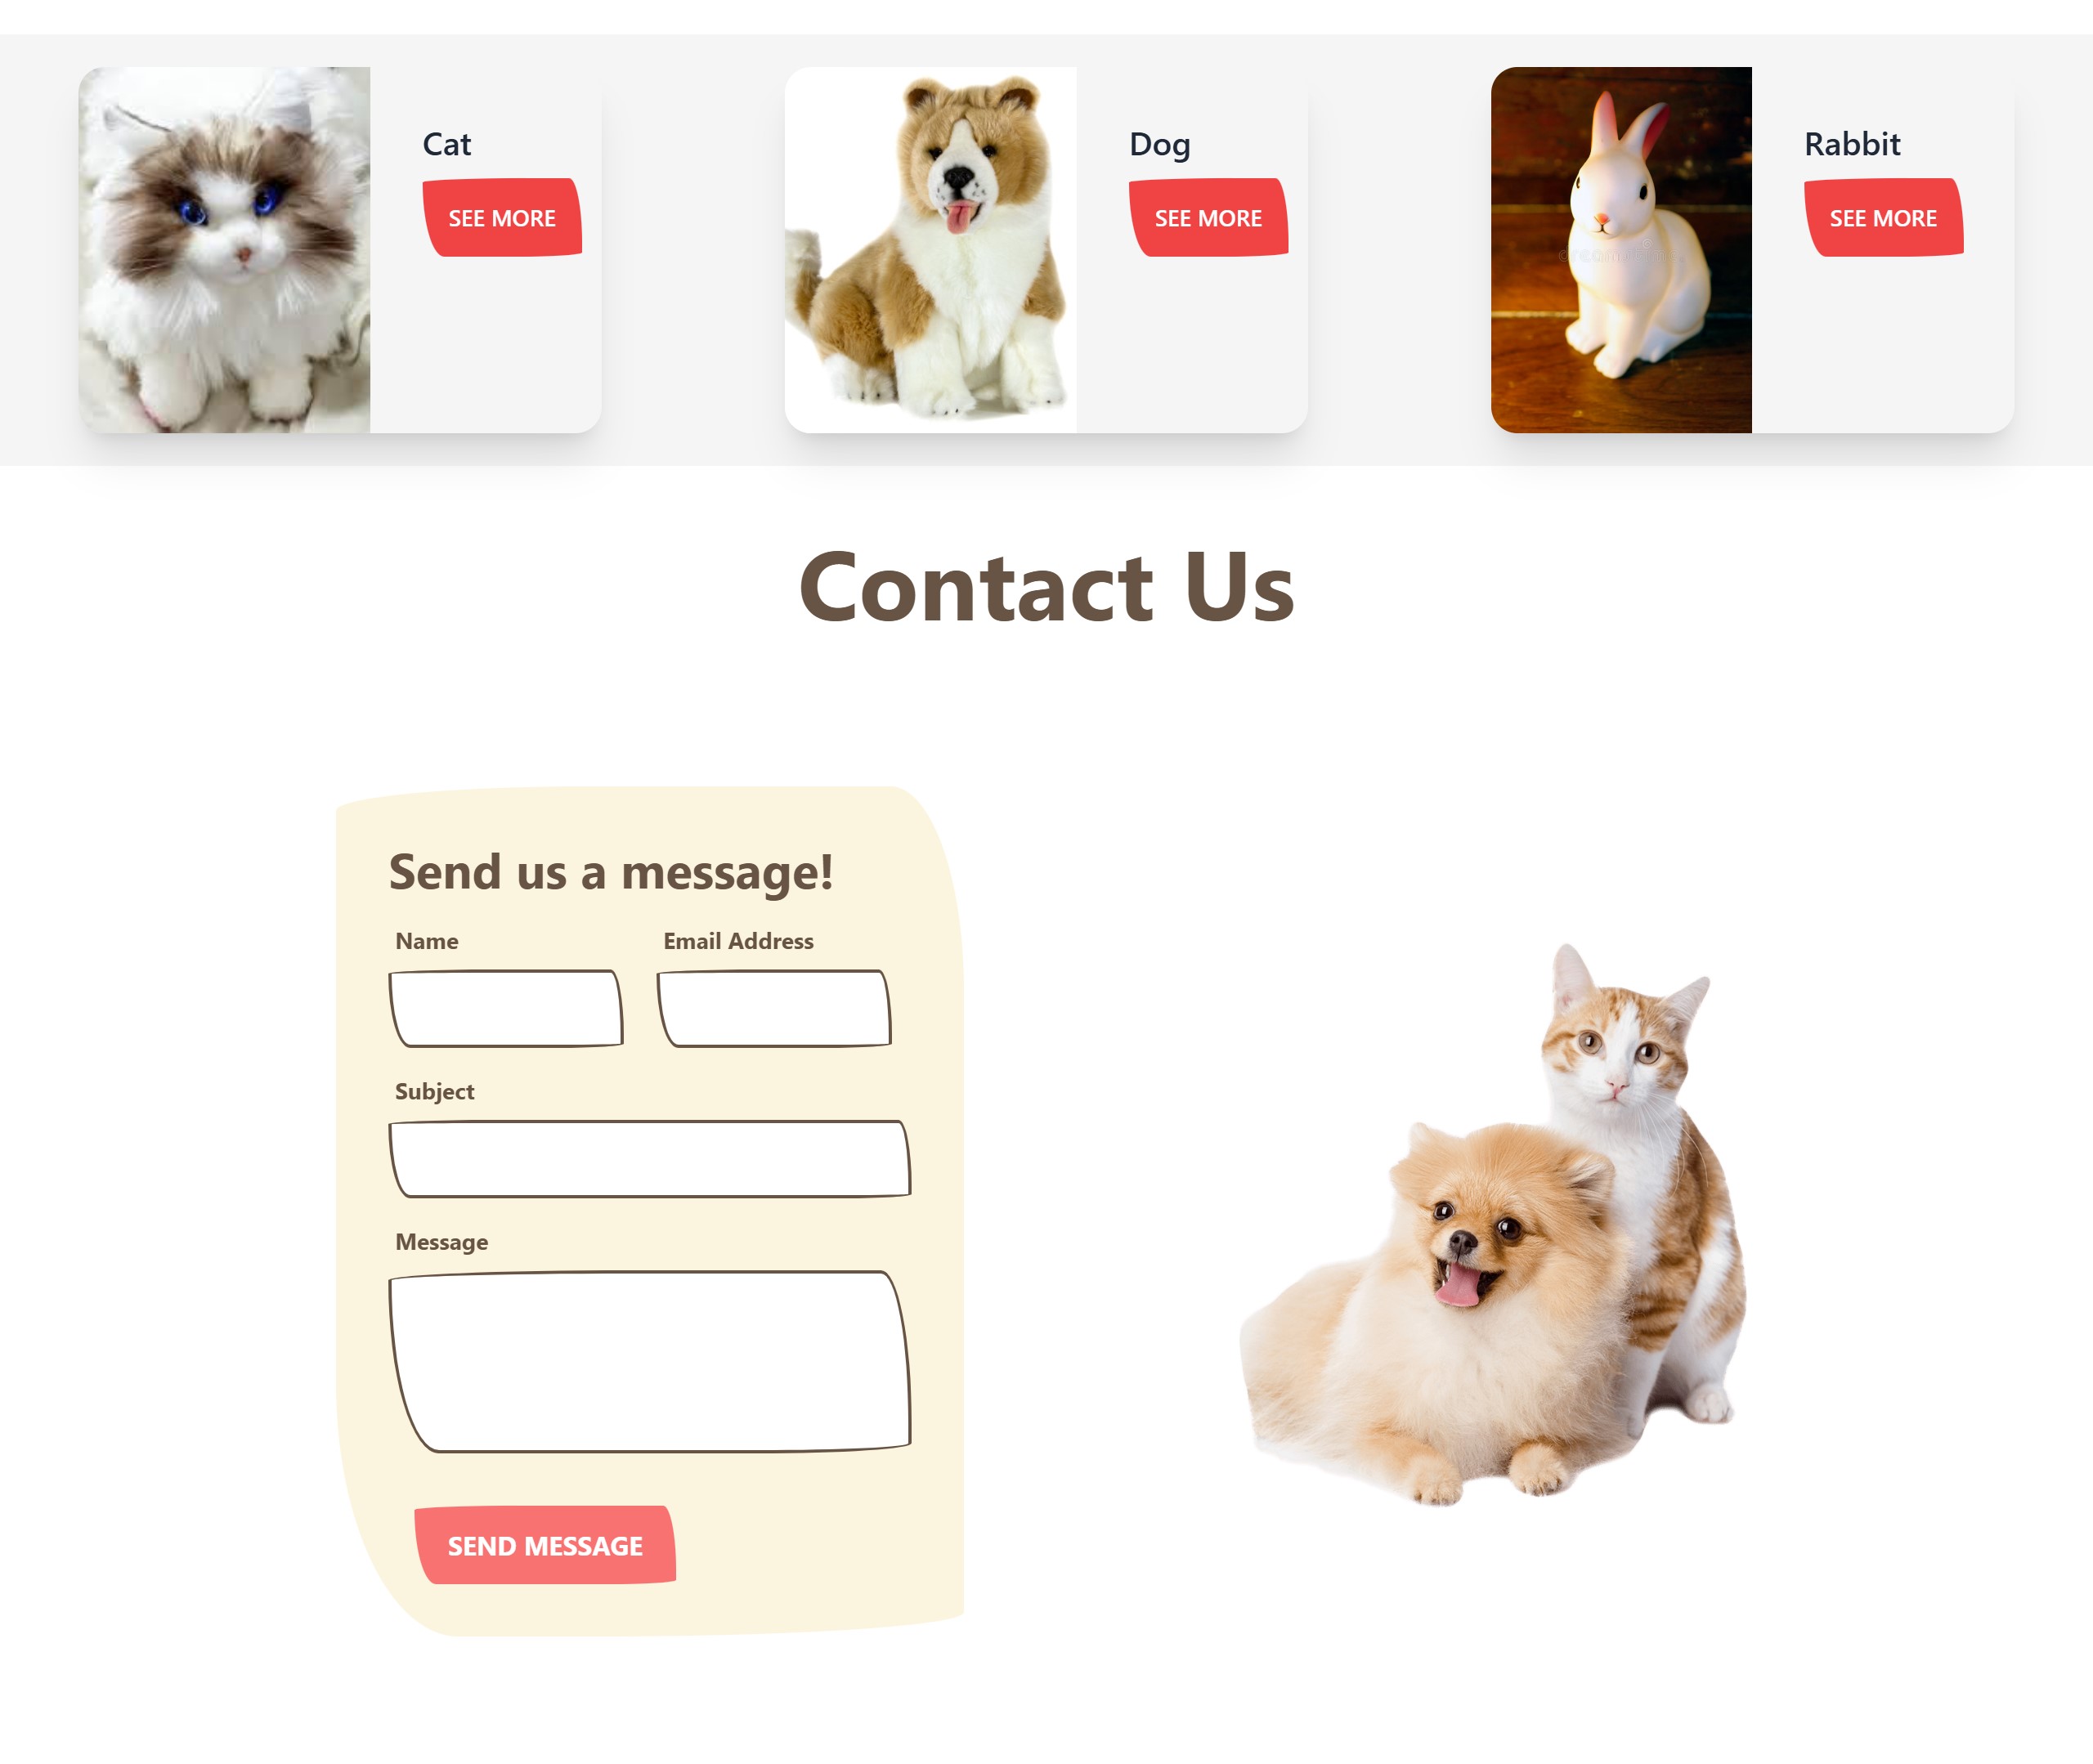 Cat
SEE MORE
Dog
SEE MORE
Rabbit
SEE MORE
Contact Us
Send us a message!
Name
Email Address
Subject
Message
SEND MESSAGE